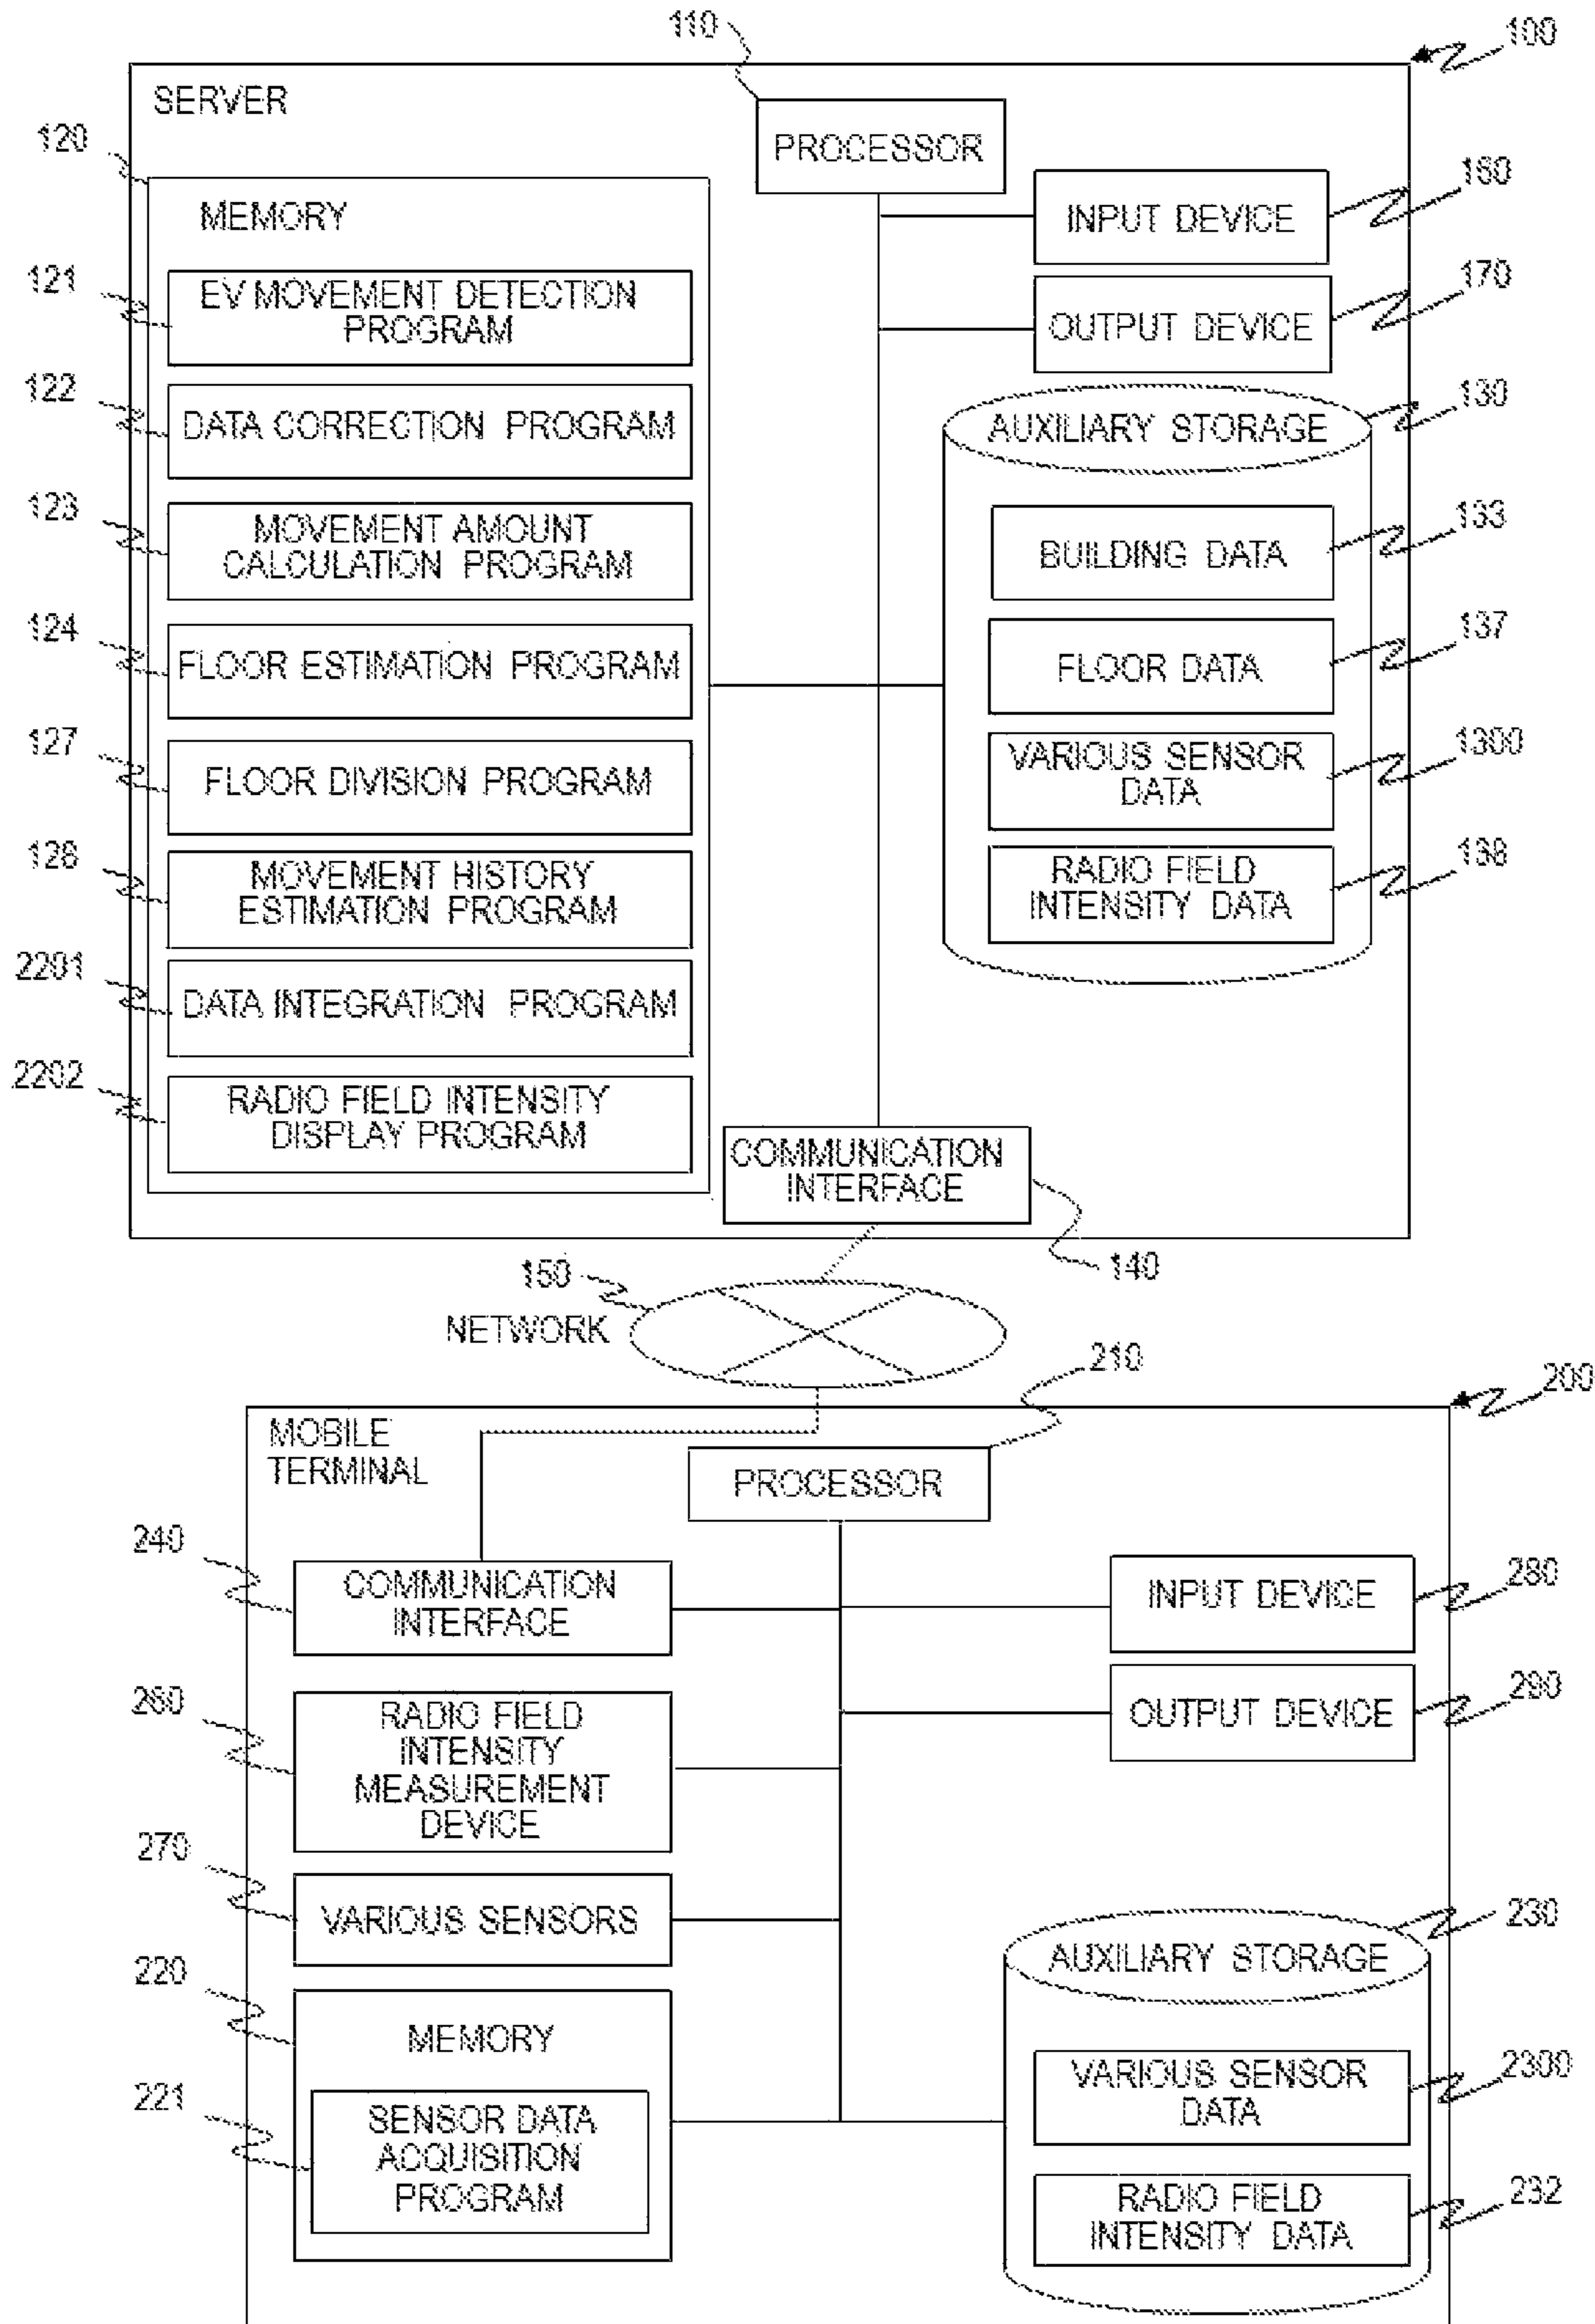 110
100
SERVER
120
PROCESSOR
160
MEMORY
INPUT DEVICE
121
EV MOVEMENT DETECTION
PROGRAM
170
OUTPUT DEVICE
122
DATA CORRECTION PROGRAM
130
AUXILIARY STORAGE
123
MOVEMENT AMOUNT
CALCULATION PROGRAM
133
BUILDING DATA
124
FLOOR ESTIMATION PROGRAM
137
FLOOR DATA
127
FLOOR DIVISION PROGRAM
1300
VARIOUS SENSOR
DATA
128
MOVEMENT HISTORY
ESTIMATION PROGRAM
138
RADIO FIELD
INTENSITY DATA
2201
DATA INTEGRATION PROGRAM
2202
RADIO FIELD INTENSITY
DISPLAY PROGRAM
COMMUNICATION
INTERFACE
140
150
NETWORK
210
200
MOBILE
TERMINAL
PROCESSOR
240
COMMUNICATION
INTERFACE
280
INPUT DEVICE
260
RADIO FIELD
INTENSITY
MEASUREMENT
DEVICE
290
OUTPUT DEVICE
270
VARIOUS SENSORS
230
AUXILIARY STORAGE
220
MEMORY
221
SENSOR DATA
ACQUISITION
PROGRAM
2300
VARIOUS SENSOR
DATA
232
RADIO FIELD
INTENSITY DATA